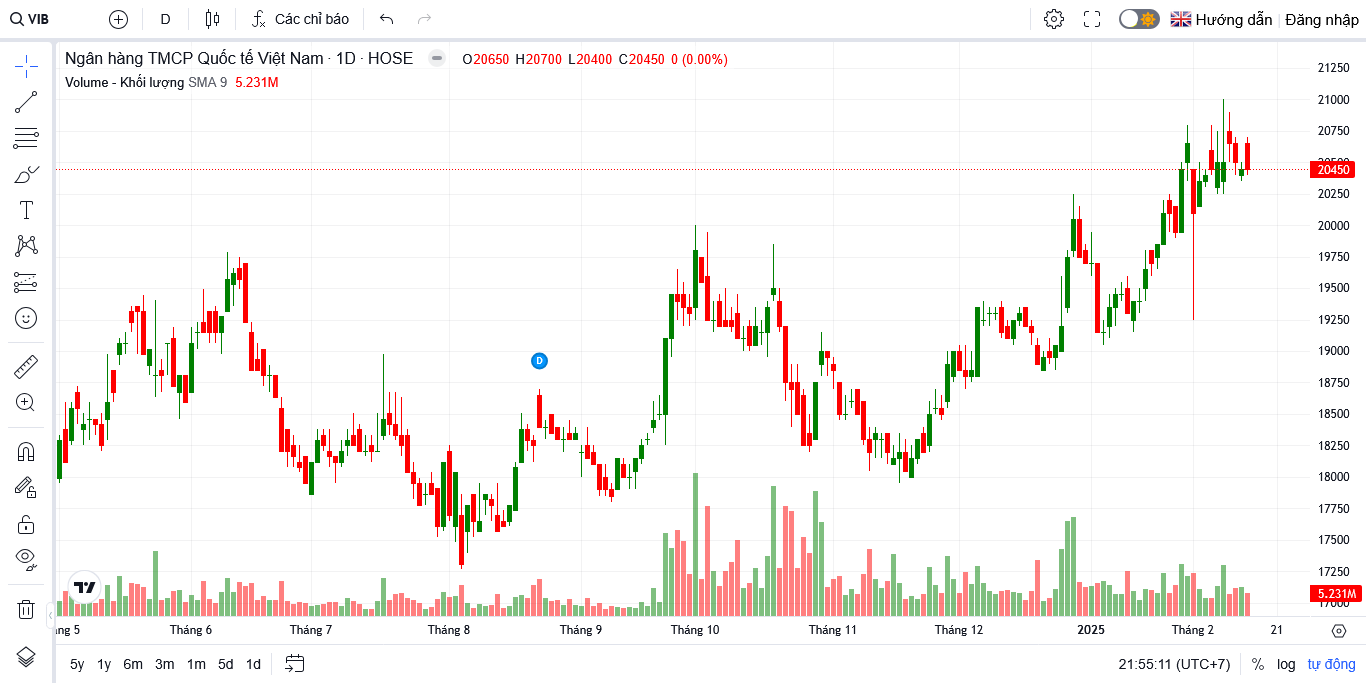 VIB D Các chỉ báo Hướng dẫn Đăng nhập
Ngân hàng TMCP Quốc tế Việt Nam · 1D · HOSE O20650 H20700 L20400 C20450 0 (0.00%)
Volume - Khối lượng SMA 9 5.231M
21250
21000
20750
20500
20450
20250
20000
19750
19500
19250
19000
D
18750
18500
18250
18000
17750
17500
17250
5.231M
17000
ng 5 Tháng 6 Tháng 7 Tháng 8 Tháng 9 Tháng 10 Tháng 11 Tháng 12 2025 Tháng 2 21
5y 1y 6m 3m 1m 5d 1d 21:55:11 (UTC+7) % log tự động